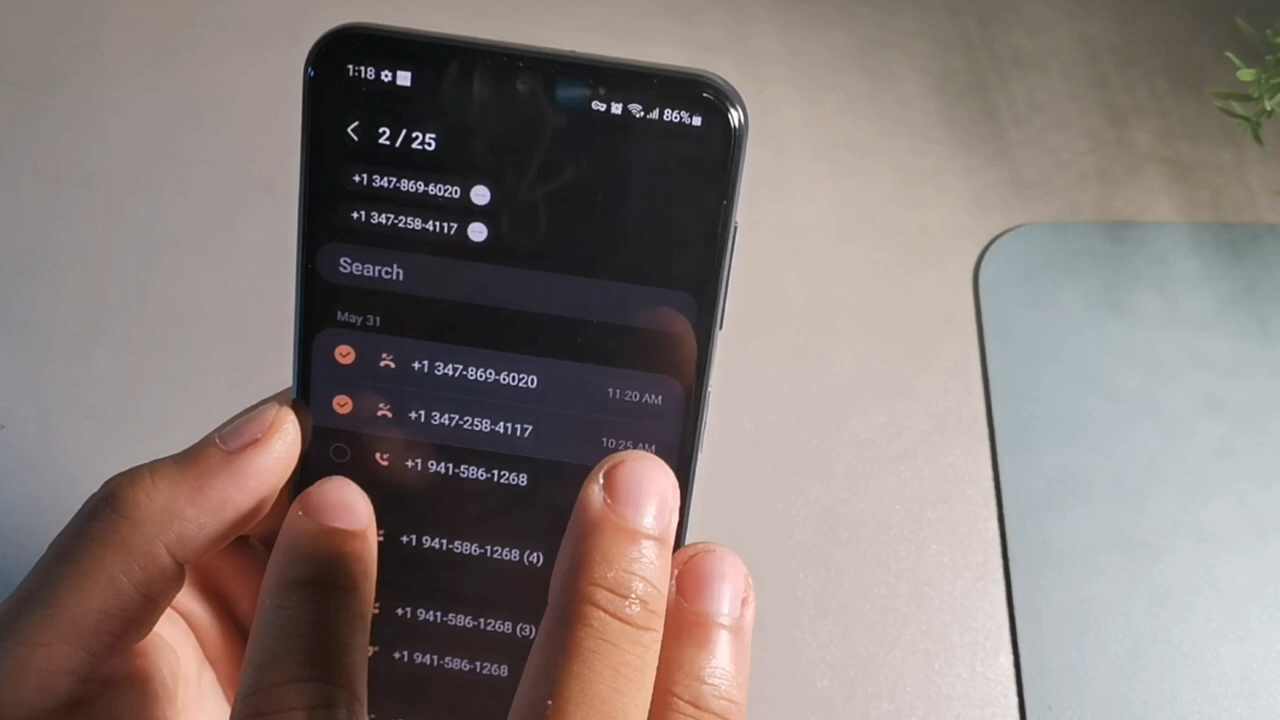 1:18 86%
2 / 25
+1 347-869-6020
+1 347-258-4117
Search
May 31
+1 347-869-6020 11:20 AM
+1 347-258-4117 10:25 AM
+1 941-586-1268
+1 941-586-1268 (4)
+1 941-586-1268 (3)
+1 941-586-1268